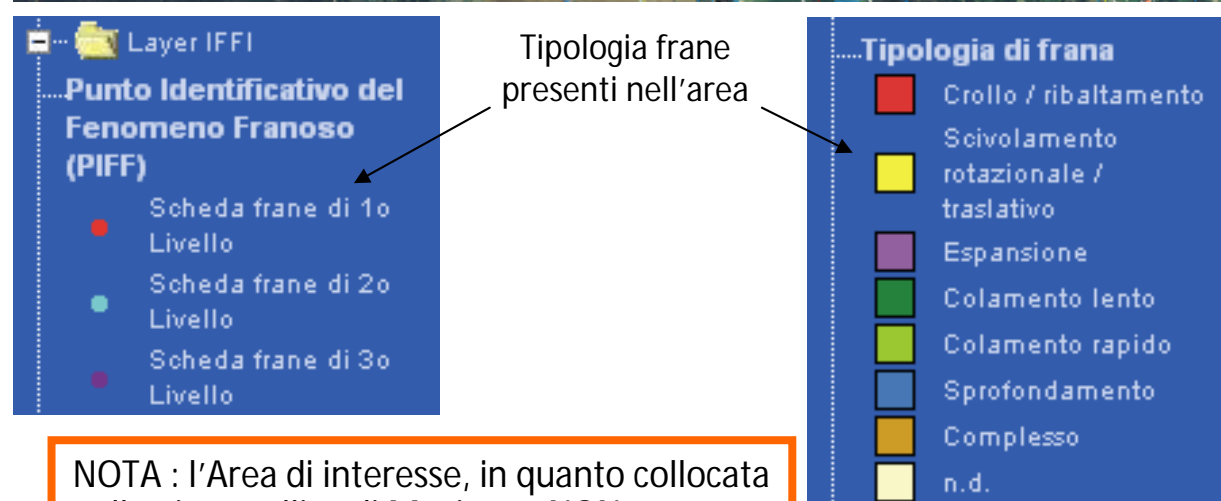 Layer IFFI
Punto Identificativo del
Fenomeno Franoso
(PIFF)
Scheda frane di 1o
Livello
Scheda frane di 2o
Livello
Scheda frane di 3o
Livello
Tipologia frane
presenti nell'area
Tipologia di frana
Crollo / ribaltamento
Scivolamento
rotazionale /
traslativo
Espansione
Colamento lento
Colamento rapido
Sprofondamento
Complesso
n.d.
NOTA : l'Area di interesse, in quanto collocata